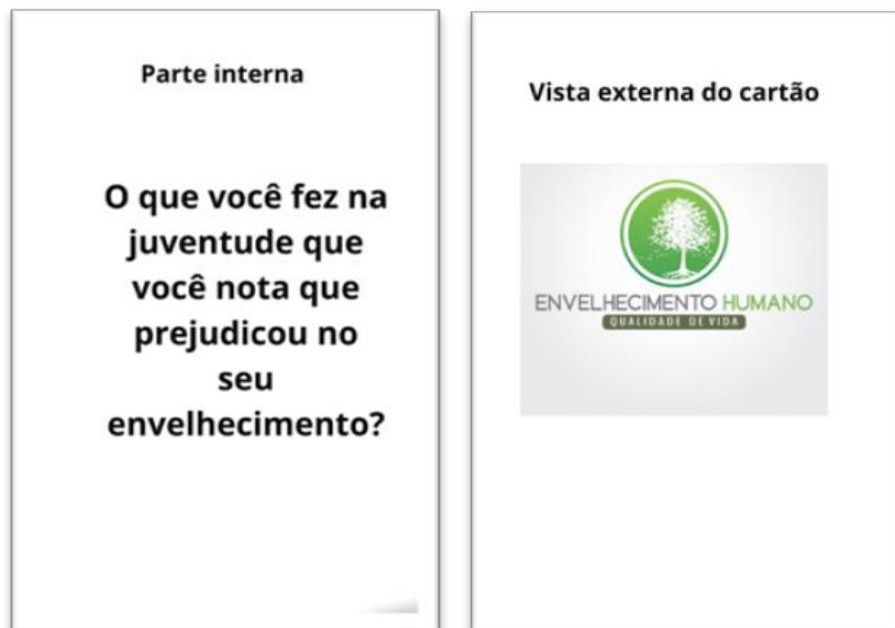 Parte interna
O que você fez na
juventude que
você nota que
prejudicou no
seu
envelhecimento?
Vista externa do cartão
ENVELHECIMENTO HUMANO
QUALIDADE DE VIDA